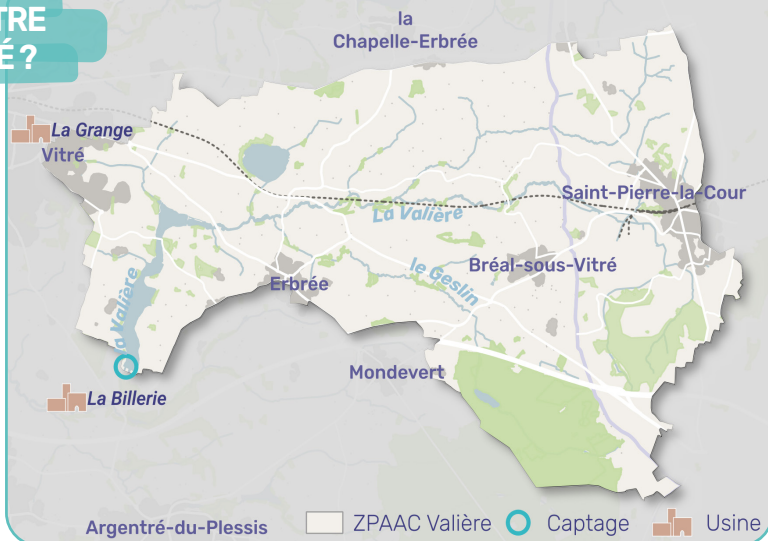 TRE
É ?
la
Chapelle-Erbrée
La Grange
Vitré
Saint-Pierre-la-Cour
La Valière
le Geslin
Bréal-sous-Vitré
Erbrée
La Valière
Mondevert
La Billerie
Argentré-du-Plessis
ZPAAC Valière
Captage
Usine